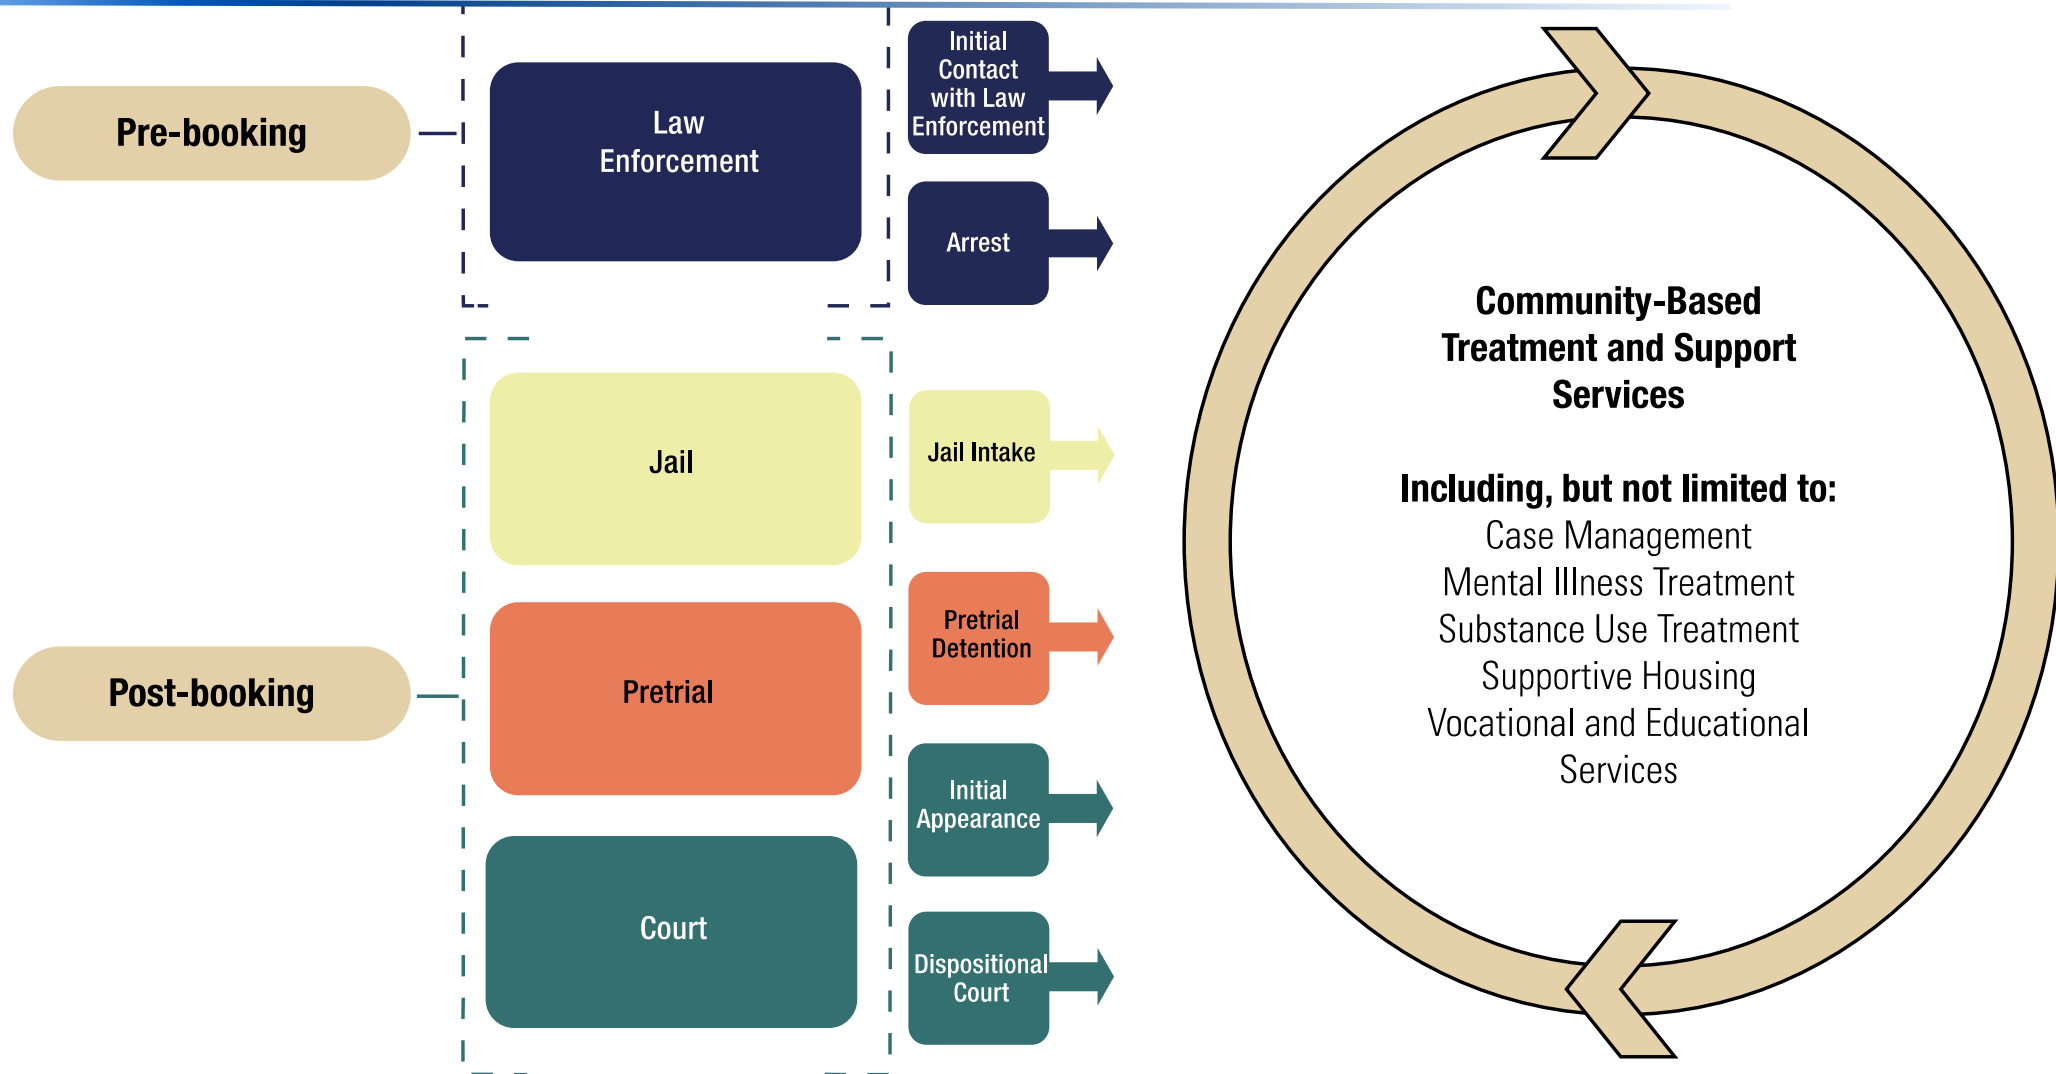 Pre-booking
Law
Enforcement
Initial
Contact
with Law
Enforcement
Arrest
Post-booking
Jail
Pretrial
Court
Jail Intake
Pretrial
Detention
Initial
Appearance
Dispositional
Court
Community-Based
Treatment and Support
Services
Including, but not limited to:
Case Management
Mental Illness Treatment
Substance Use Treatment
Supportive Housing
Vocational and Educational
Services